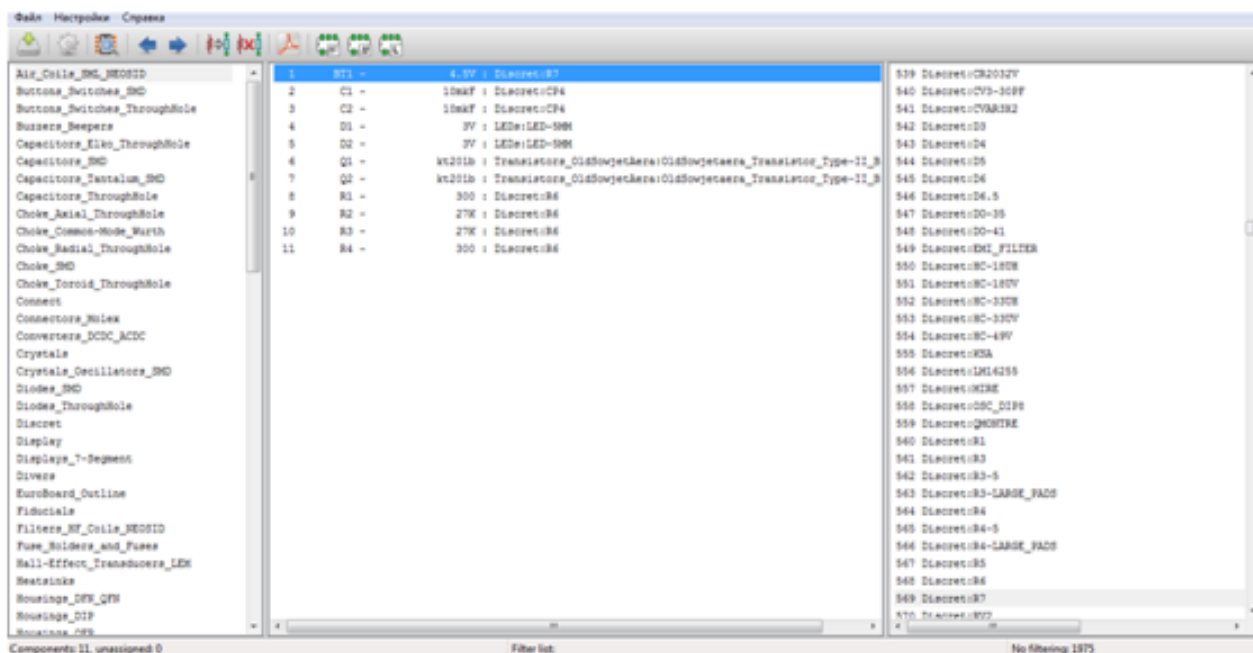 Файл Настройки Справка
Air_Coils_SML_NEOSID
Buttons_Switches_SMD
Buttons_Switches_ThroughHole
Buzzers_Beepers
Capacitors_Elko_ThroughHole
Capacitors_SMD
Capacitors_Tantalum_SMD
Capacitors_ThroughHole
Choke_Axial_ThroughHole
Choke_Common-Mode_Wurth
Choke_Radial_ThroughHole
Choke_SMD
Choke_Toroid_ThroughHole
Connect
Connectors_Molex
Converters_DCDC_ACDC
Crystals
Crystals_Oscillators_SMD
Diodes_SMD
Diodes_ThroughHole
Discret
Display
Displays_7-Segment
Divers
EuroBoard_Outline
Fiducials
Filters_HF_Coils_NEOSID
Fuse_Holders_and_Fuses
Hall-Effect_Transducers_LEM
Heatsinks
Housings_DFN_QFN
Housings_DIP
Housings_QFN
1 BT1 - 4.5V : Discret:R7
2 C1 - 10mkF : Discret:CP4
3 C2 - 10mkF : Discret:CP4
4 D1 - 3V : LEDs:LED-5MM
5 D2 - 3V : LEDs:LED-5MM
6 Q1 - kt201b : Transistors_OldSowjetAera:OldSowjetaera_Transistor_Type-II_B
7 Q2 - kt201b : Transistors_OldSowjetAera:OldSowjetaera_Transistor_Type-II_B
8 R1 - 300 : Discret:R6
9 R2 - 27K : Discret:R6
10 R3 - 27K : Discret:R6
11 R4 - 300 : Discret:R6
539 Discret:CR2032V
540 Discret:CV3-30PF
541 Discret:CVAR3X2
542 Discret:D3
543 Discret:D4
544 Discret:D5
545 Discret:D6
546 Discret:D6.5
547 Discret:DO-35
548 Discret:DO-41
549 Discret:EMI_FILTER
550 Discret:HC-18UH
551 Discret:HC-18UV
552 Discret:HC-33UH
553 Discret:HC-33UV
554 Discret:HC-49V
555 Discret:KSA
556 Discret:LM16255
557 Discret:MIRE
558 Discret:OSC_DIP8
559 Discret:QMONTRE
560 Discret:R1
561 Discret:R3
562 Discret:R3-5
563 Discret:R3-LARGE_PADS
564 Discret:R4
565 Discret:R4-5
566 Discret:R4-LARGE_PADS
567 Discret:R5
568 Discret:R6
569 Discret:R7
570 Discret:RV2
Components: 11, unassigned: 0
Filter list:
No filtering: 1975